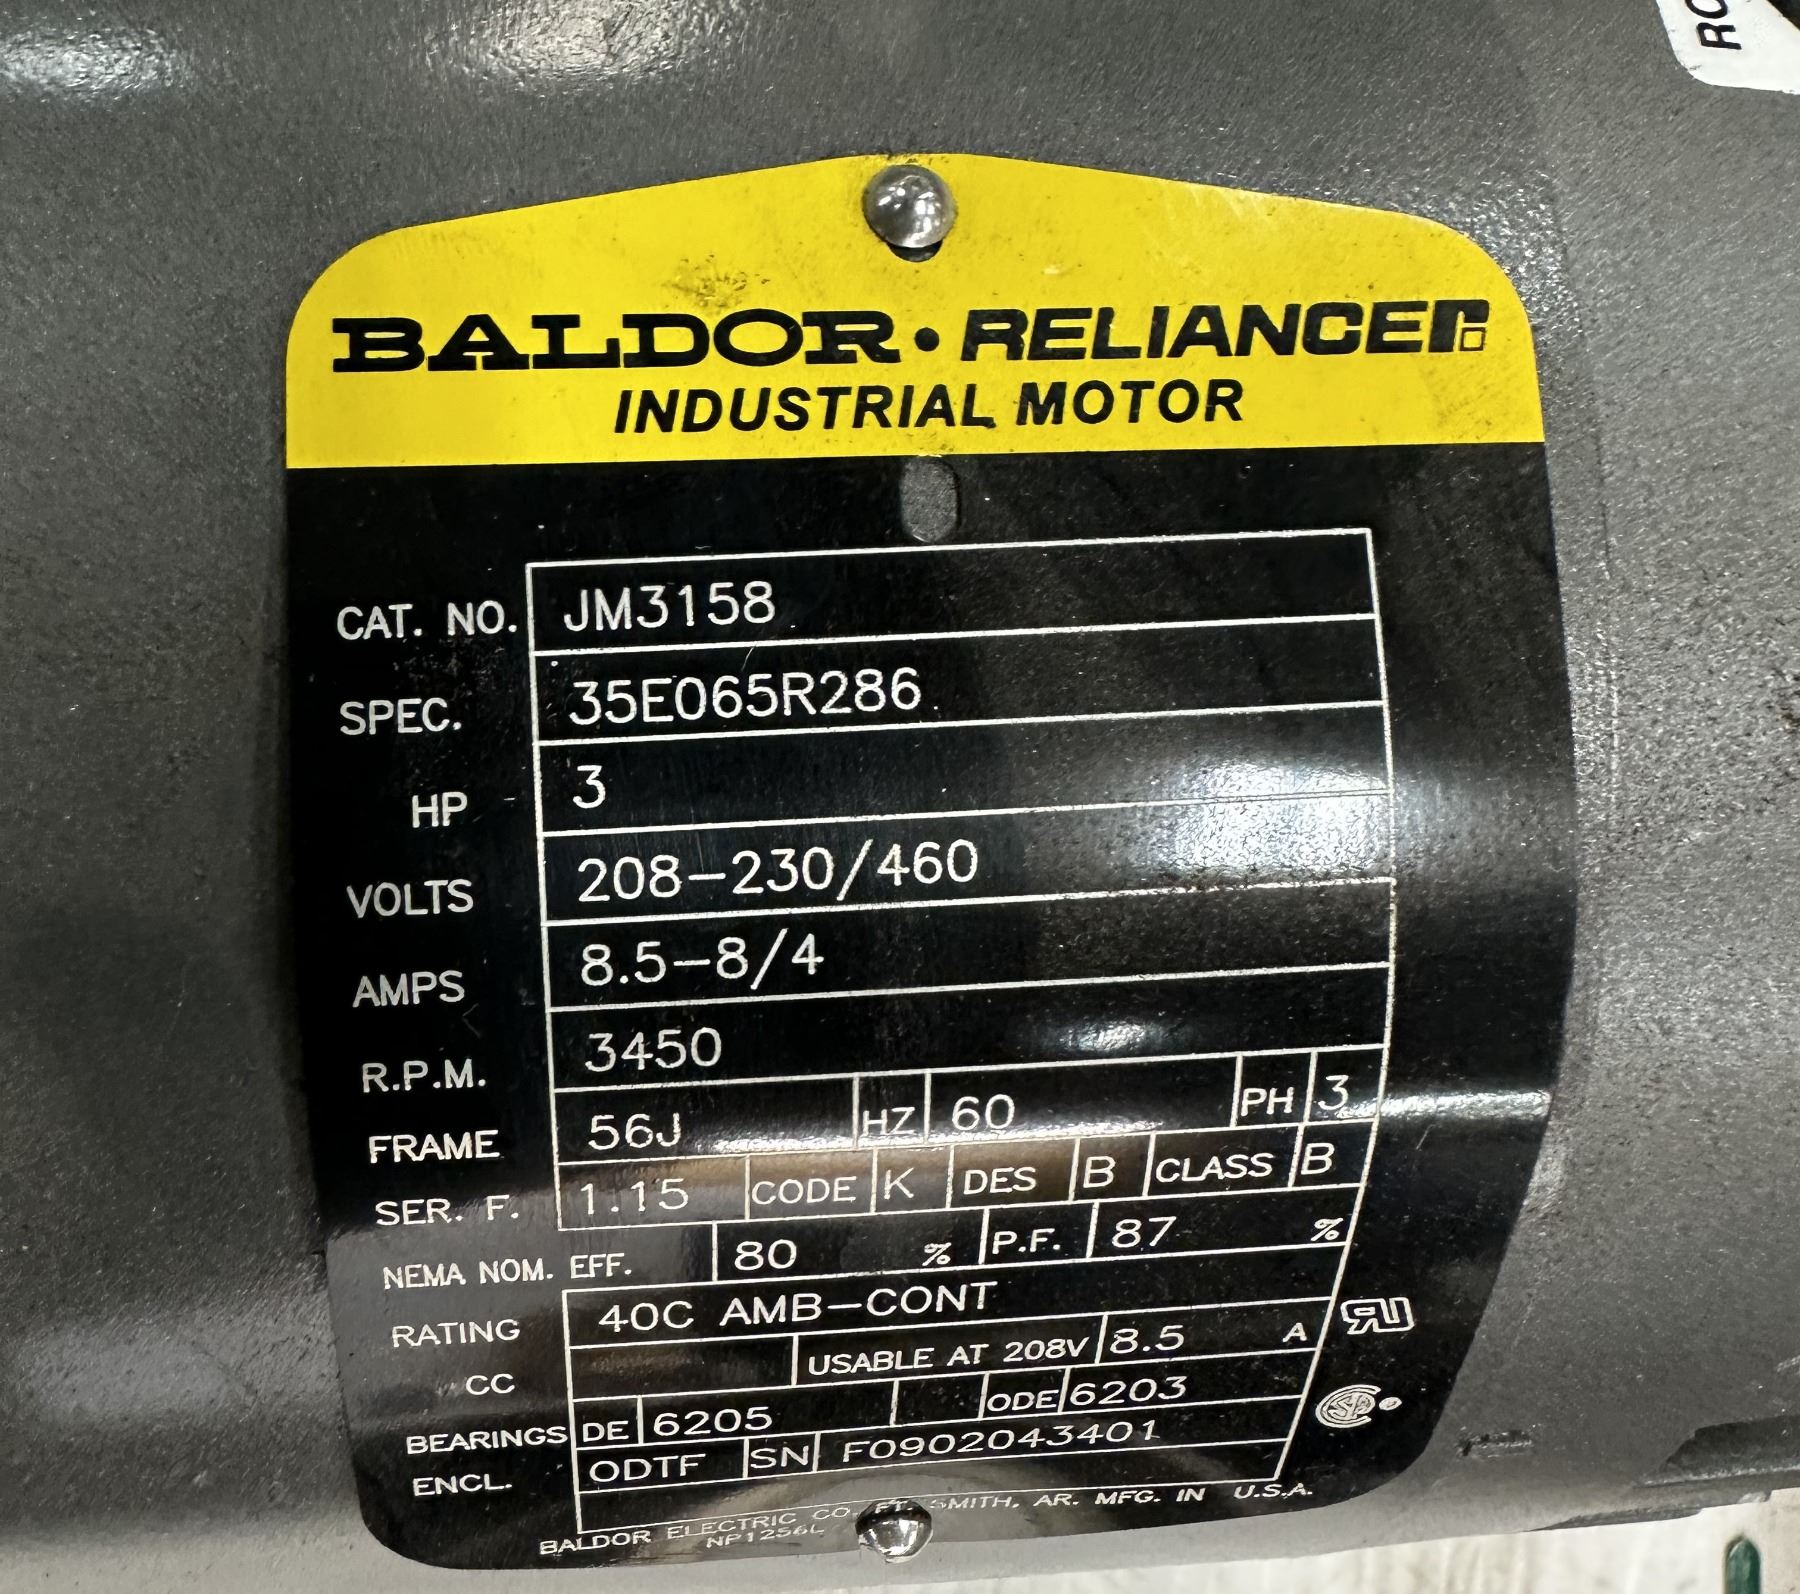 RO
BALDOR • RELIANCE
INDUSTRIAL MOTOR
CAT. NO. JM3158
SPEC. 35E065R286
HP 3
VOLTS 208-230/460
AMPS 8.5-8/4
R.P.M. 3450
FRAME 56J HZ 60 PH 3
SER. F. 1.15 CODE K DES B CLASS B
NEMA NOM. EFF. 80 % P.F. 87 %
RATING 40C AMB-CONT
CC USABLE AT 208V 8.5 A
BEARINGS DE 6205 ODE 6203
ENCL. ODTF SN F0902043401
BALDOR ELECTRIC CO. FT. SMITH, AR. MFG. IN U.S.A.
NP1256L